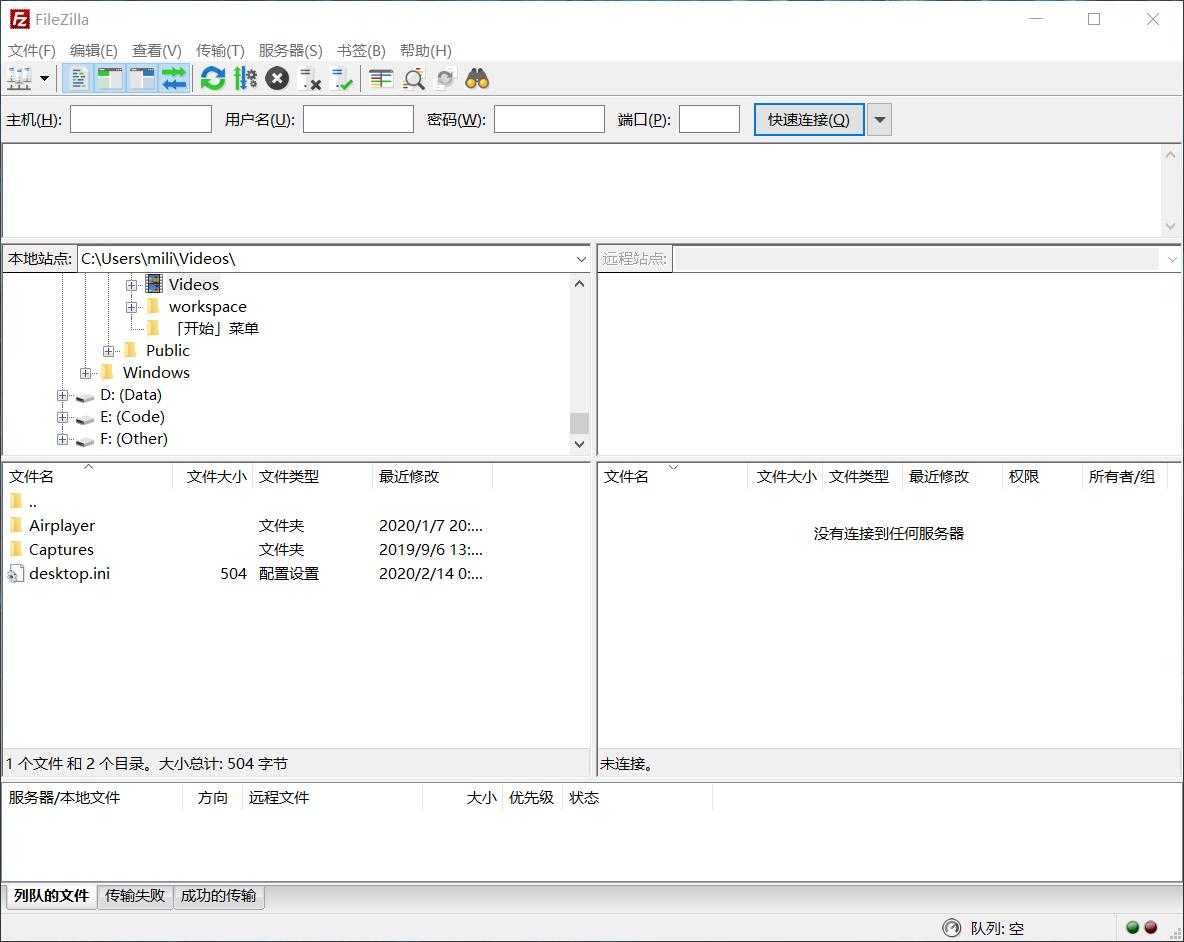 FileZilla
文件(F) 编辑(E) 查看(V) 传输(T) 服务器(S) 书签(B) 帮助(H)
主机(H): 用户名(U): 密码(W): 端口(P): 快速连接(Q)
本地站点: C:\Users\mili\Videos\
远程站点:
Videos
workspace
「开始」菜单
Public
Windows
D: (Data)
E: (Code)
F: (Other)
文件名 文件大小 文件类型 最近修改
..
Airplayer 文件夹 2020/1/7 20:...
Captures 文件夹 2019/9/6 13:...
desktop.ini 504 配置设置 2020/2/14 0:...
1 个文件 和 2 个目录。大小总计: 504 字节
文件名 文件大小 文件类型 最近修改 权限 所有者/组
没有连接到任何服务器
未连接。
服务器/本地文件 方向 远程文件 大小 优先级 状态
列队的文件 传输失败 成功的传输
队列: 空